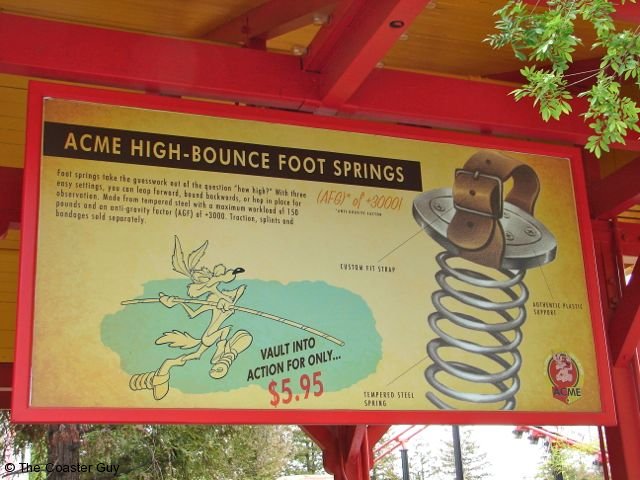 ACME HIGH-BOUNCE FOOT SPRINGS
Foot springs take the guesswork out of the question "how high?" With three
easy settings, you can leap forward, bound backwards, or hop in place for
observation. Made from tempered steel with a maximum workload of 150
pounds and an anti-gravity factor (AGF) of +3000. Traction, splints and
bandages sold separately.
(AFG)* of +3000!
*ANTI-GRAVITY FACTOR
CUSTOM FIT STRAP
AUTHENTIC PLASTIC
SUPPORT
VAULT INTO
ACTION FOR ONLY...
$5.95
TEMPERED STEEL
SPRING
ACME
© The Coaster Guy